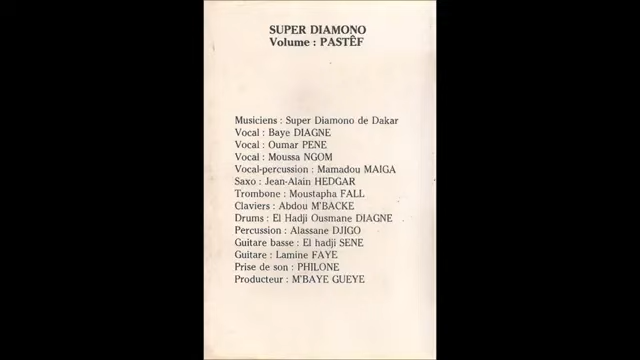 SUPER DIAMONO
Volume : PASTÊF
Musiciens : Super Diamono de Dakar
Vocal : Baye DIAGNE
Vocal : Oumar PENE
Vocal : Moussa NGOM
Vocal-percussion : Mamadou MAIGA
Saxo : Jean-Alain HEDGAR
Trombone : Moustapha FALL
Claviers : Abdou M'BACKE
Drums : El Hadji Ousmane DIAGNE
Percussion : Alassane DJIGO
Guitare basse : El hadji SENE
Guitare : Lamine FAYE
Prise de son : PHILONE
Producteur : M'BAYE GUEYE